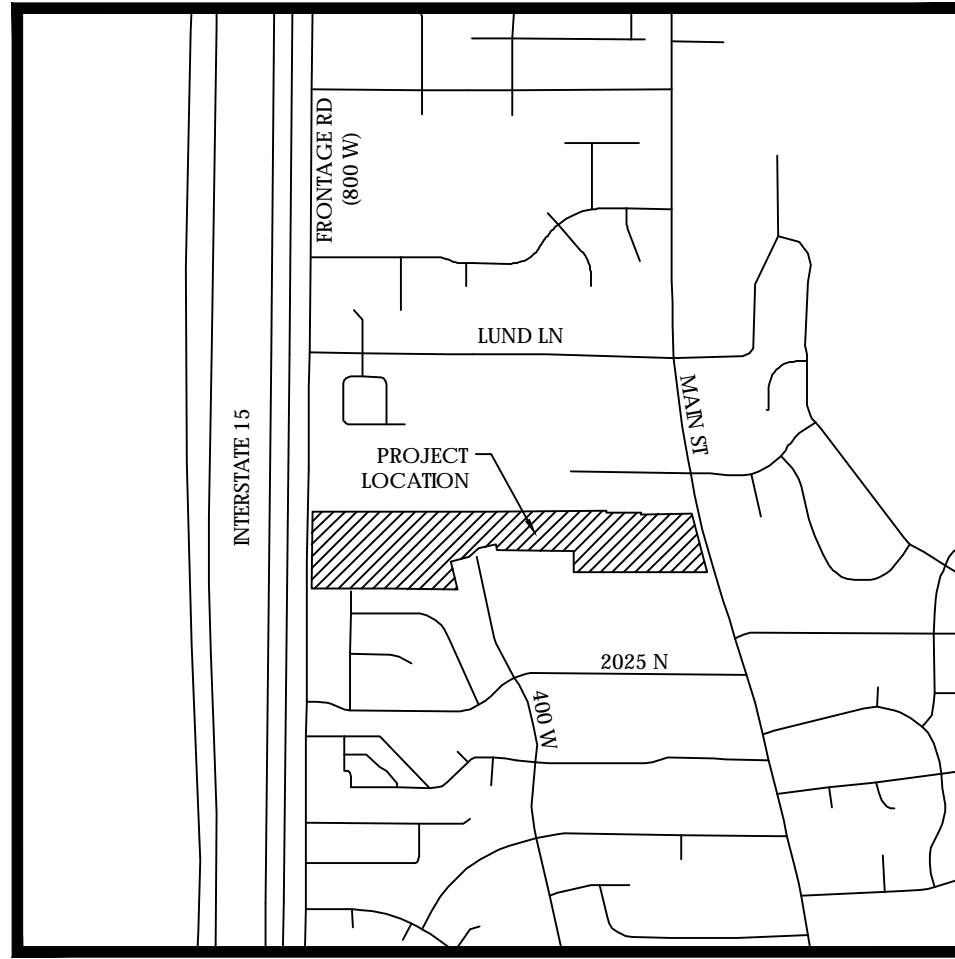 FRONTAGE RD
(800 W)
LUND LN
MAIN ST
INTERSTATE 15
PROJECT
LOCATION
2025 N
400 W